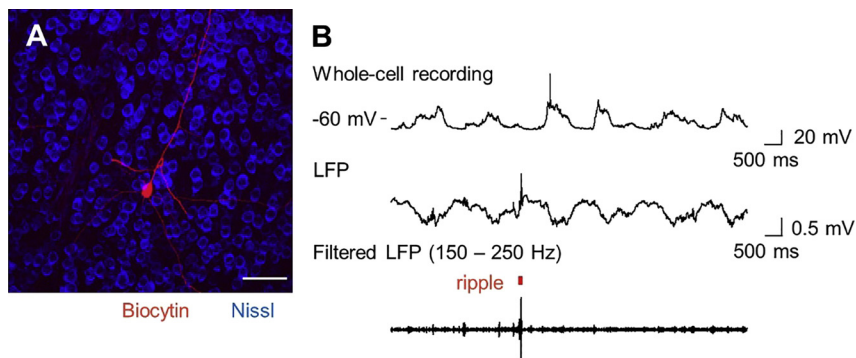 A
Biocytin Nissl
B
Whole-cell recording
-60 mV
20 mV
500 ms
LFP
0.5 mV
500 ms
Filtered LFP (150 – 250 Hz)
ripple